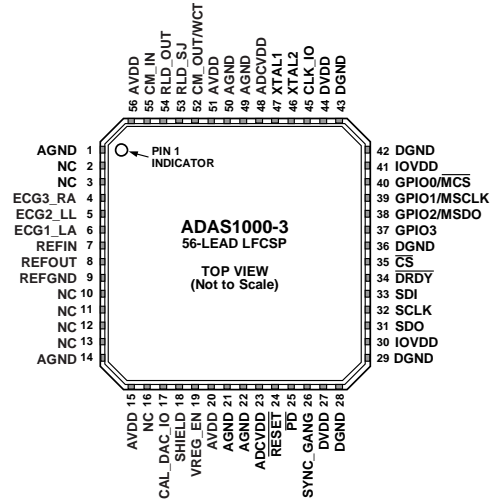 56 AVDD
55 CM_IN
54 RLD_OUT
53 RLD_SJ
52 CM_OUT/WCT
51 AVDD
50 AGND
49 AGND
48 ADCVDD
47 XTAL1
46 XTAL2
45 CLK_IO
44 DVDD
43 DGND
AGND 1
NC 2
NC 3
ECG3_RA 4
ECG2_LL 5
ECG1_LA 6
REFIN 7
REFOUT 8
REFGND 9
NC 10
NC 11
NC 12
NC 13
AGND 14
PIN 1
INDICATOR
ADAS1000-3
56-LEAD LFCSP
TOP VIEW
(Not to Scale)
42 DGND
41 IOVDD
40 GPIO0/MCS
39 GPIO1/MSCLK
38 GPIO2/MSDO
37 GPIO3
36 DGND
35 CS
34 DRDY
33 SDI
32 SCLK
31 SDO
30 IOVDD
29 DGND
AVDD 15
NC 16
CAL_DAC_IO 17
SHIELD 18
VREG_EN 19
AVDD 20
AGND 21
AGND 22
ADCVDD 23
RESET 24
PD 25
SYNC_GANG 26
DVDD 27
DGND 28